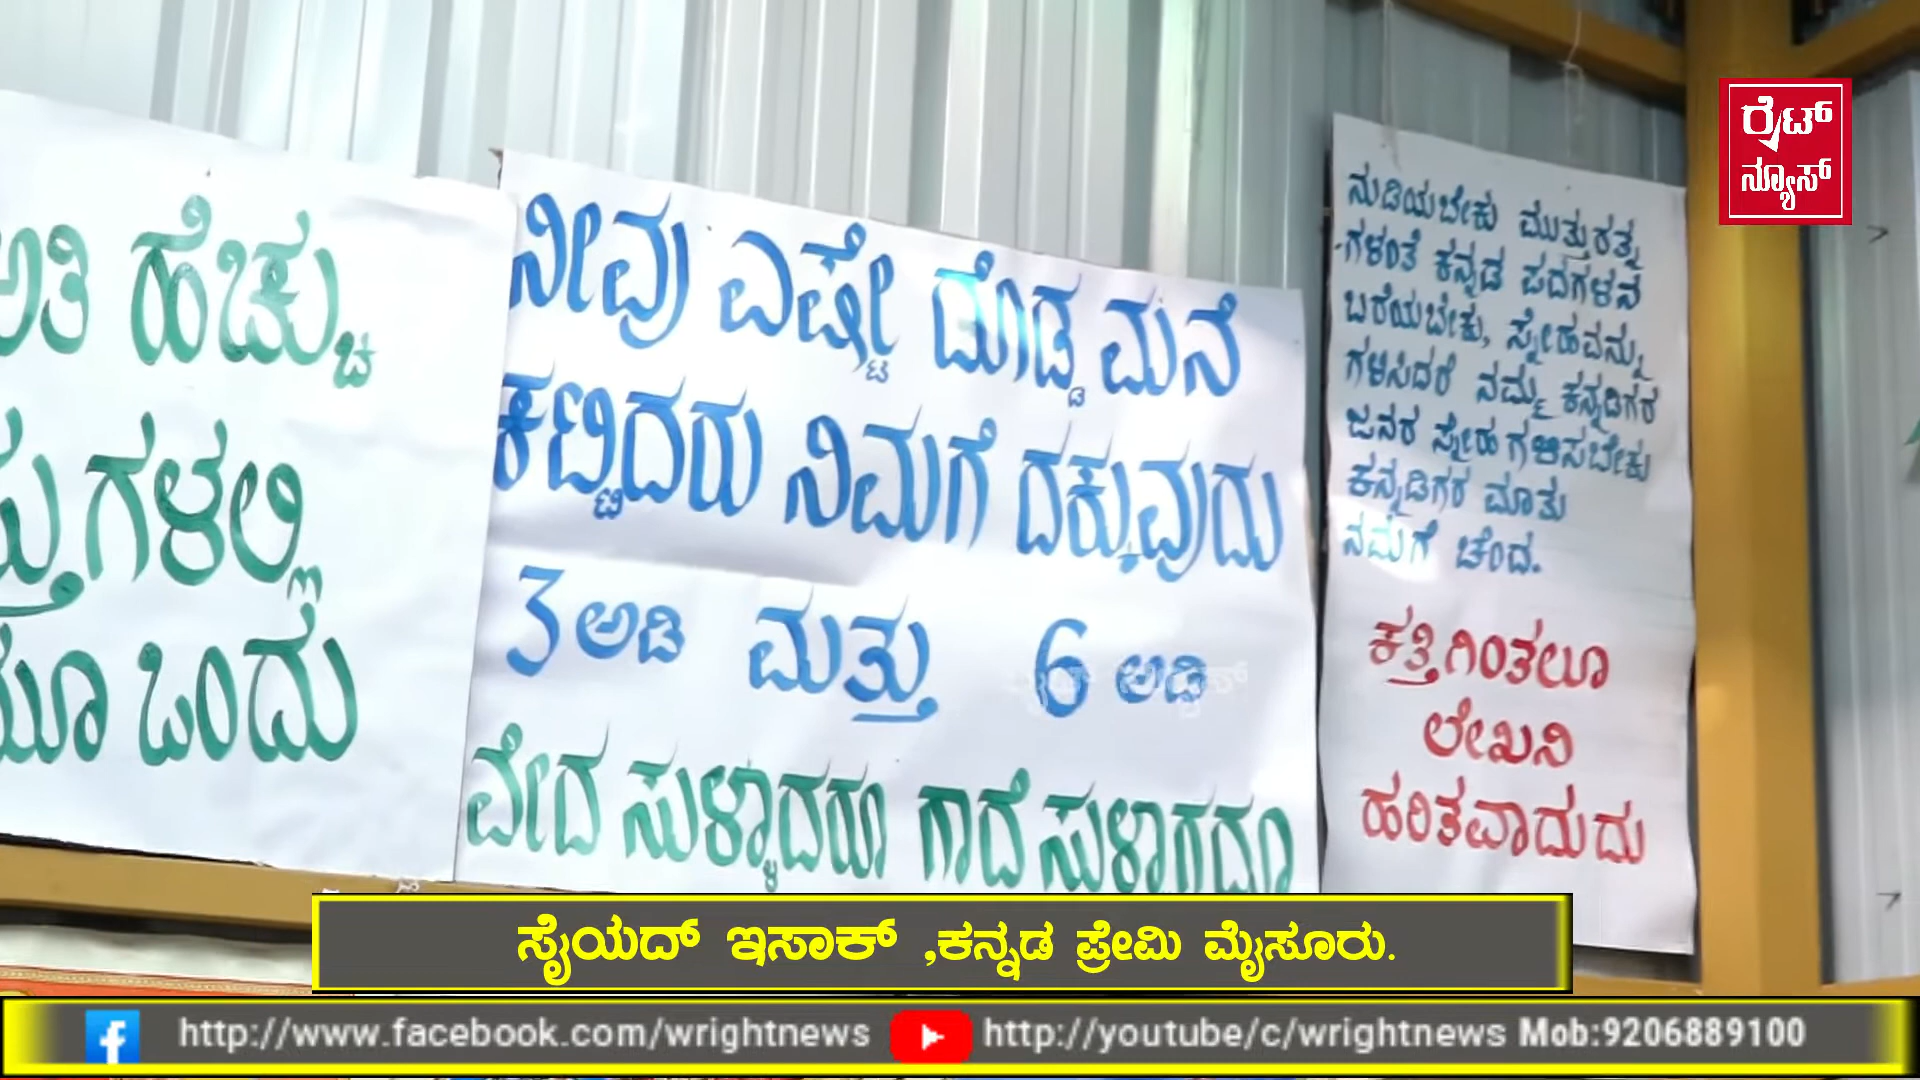 ಅತಿ ಹೆಚ್ಚು
ಗಳಲ್ಲಿ
ಒಂದು
ನೀವು ಎಷ್ಟೇ ದೊಡ್ಡ ಮನೆ
ಕಟ್ಟಿದರು ನಿಮಗೆ ದಕ್ಕುವುದು
3 ಅಡಿ ಮತ್ತು 6 ಅಡಿ
ವೇದ ಸುಳ್ಳಾದರೂ ಗಾದೆ ಸುಳ್ಳಾಗದೂ
ನುಡಿಯಬೇಕು ಮುತ್ತುರತ್ನ
ಗಳಂತೆ ಕನ್ನಡ ಪದಗಳನ
ಬರೆಯಬೇಕು, ಸ್ನೇಹವನ್ನು
ಗಳಿಸಿದರೆ ನಮ್ಮ ಕನ್ನಡಿಗರ
ಜನರ ಸ್ನೇಹ ಗಳಿಸಬೇಕು
ಕನ್ನಡಿಗರ ಮಾತು
ನಮಗೆ ಚೆಂದ.
ಕತ್ತಿಗಿಂತಲೂ
ಲೇಖನಿ
ಹರಿತವಾದುದು
ರೈಟ್
ನ್ಯೂಸ್
ಸೈಯದ್ ಇಸಾಕ್ ,ಕನ್ನಡ ಪ್ರೇಮಿ ಮೈಸೂರು.
http://www.facebook.com/wrightnews http://youtube/c/wrightnews Mob:9206889100